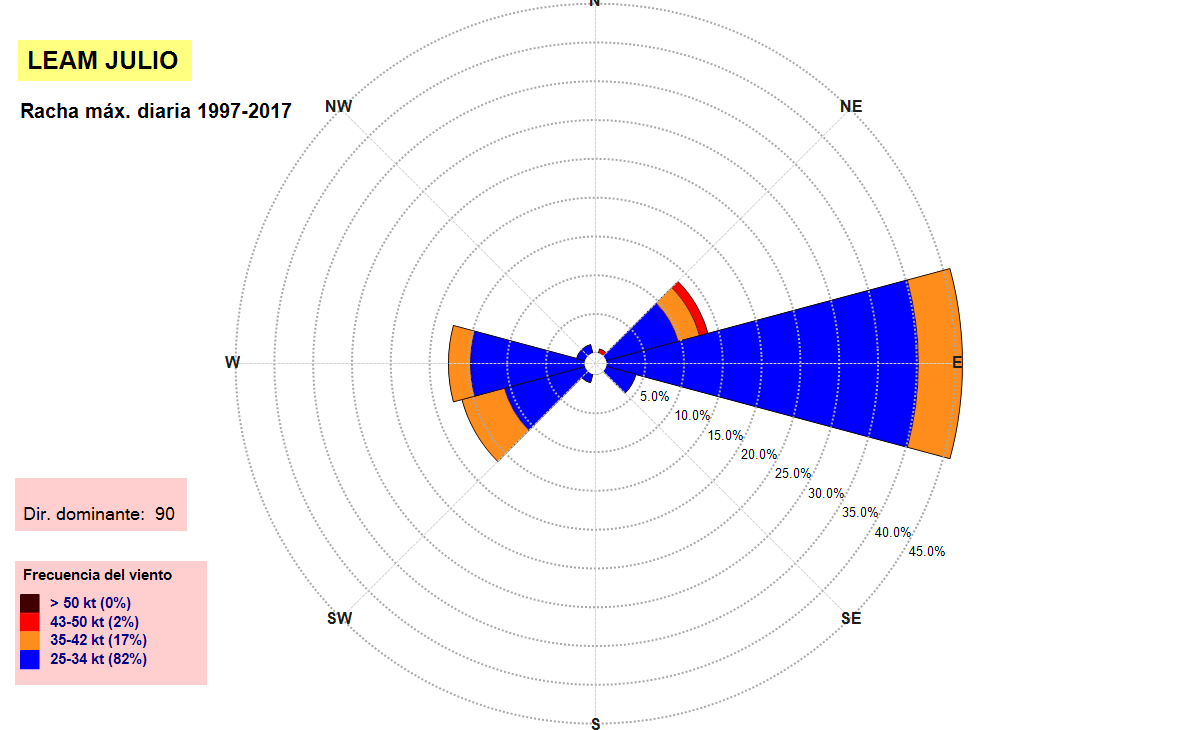 N
LEAM JULIO
Racha máx. diaria 1997-2017
NW
NE
W
E
5.0%
10.0%
15.0%
20.0%
25.0%
30.0%
35.0%
40.0%
45.0%
Dir. dominante: 90
Frecuencia del viento
> 50 kt (0%)
43-50 kt (2%)
35-42 kt (17%)
25-34 kt (82%)
SW
SE
S